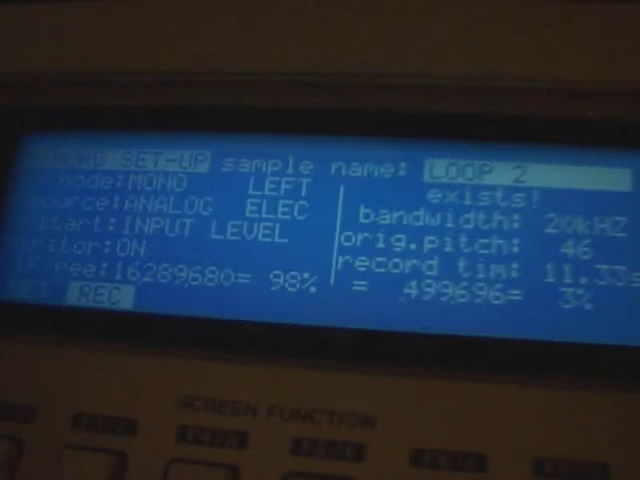 RECORD SET-UP sample name: LOOP 2
mode:MONO LEFT exists!
source:ANALOG ELEC bandwidth: 20kHZ
start:INPUT LEVEL orig.pitch: 46
monitor:ON record tim: 11.33s
free:16289680= 98% = 499696= 3%
REC
SCREEN FUNCTION